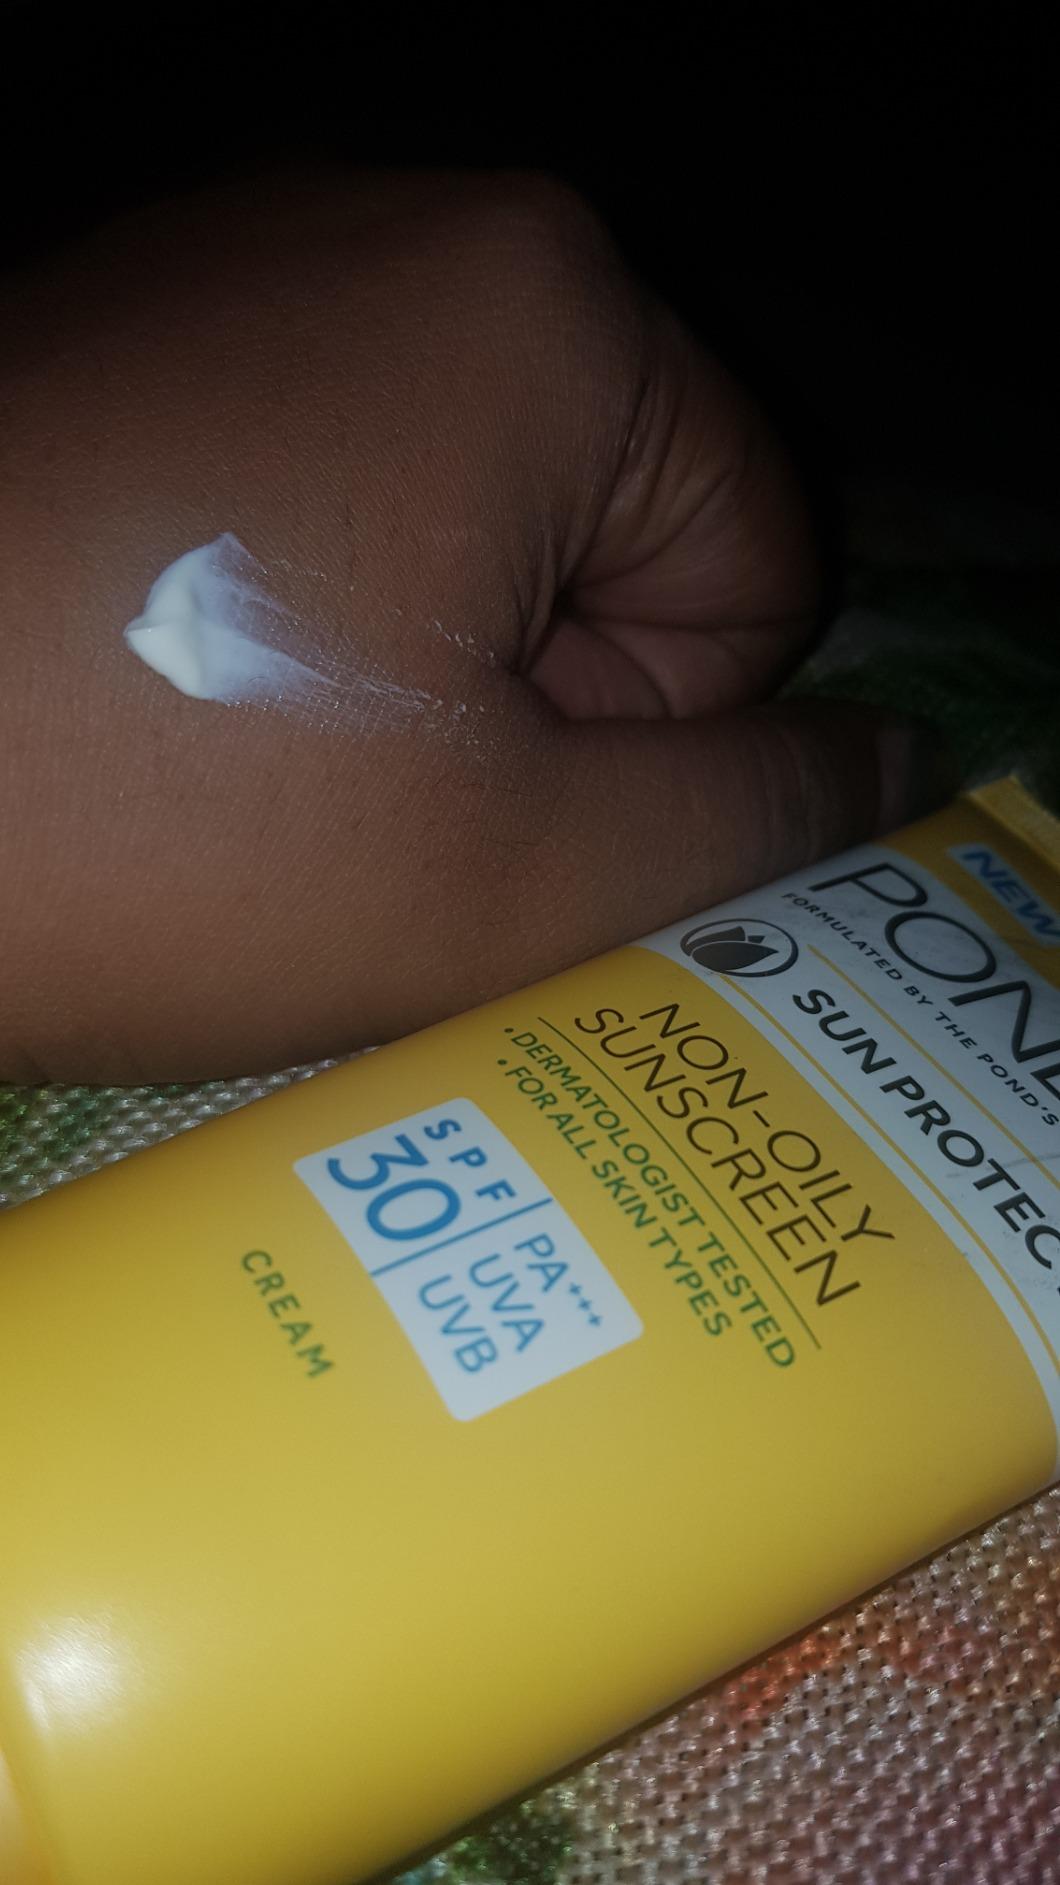 NEW
POND
FORMULATED BY THE POND'S
SUN PROTEC
NON-OILY
SUNSCREEN
•DERMATOLOGIST TESTED
•FOR ALL SKIN TYPES
SPF
30
PA+++
UVA
UVB
CREAM